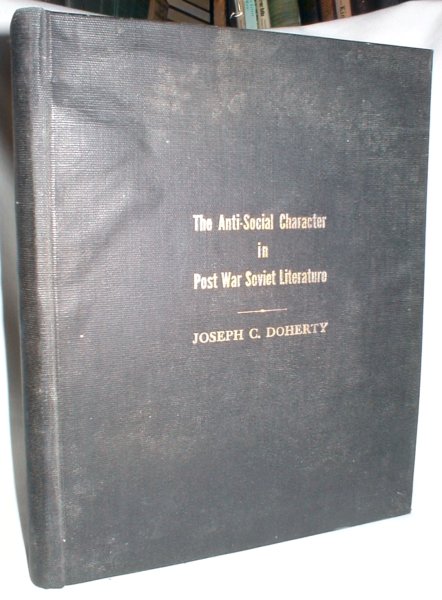 The Anti-Social Character
in
Post War Soviet Literature
JOSEPH C. DOHERTY